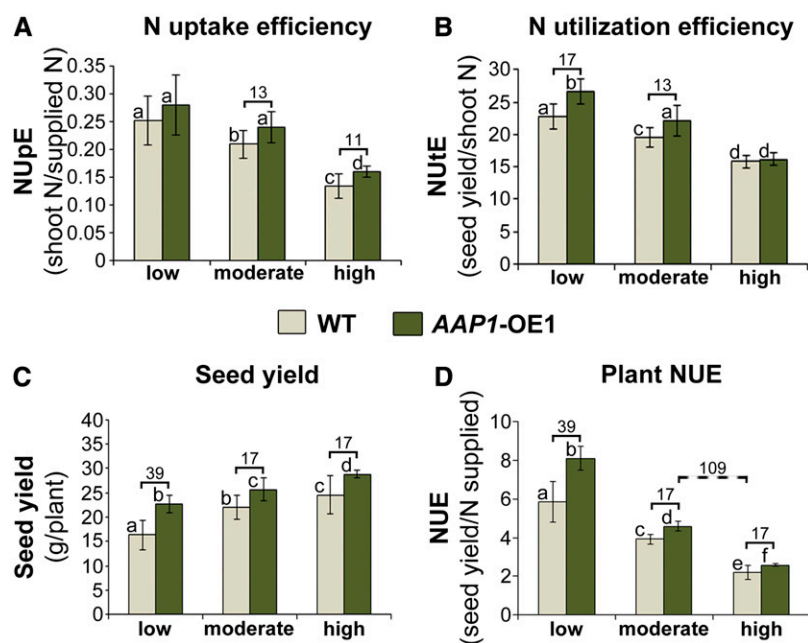 A N uptake efficiency
NUpE
(shoot N/supplied N)
0.35
0.30
0.25
0.20
0.15
0.10
0.05
0
a a
13
b a
11
c d
low moderate high
B N utilization efficiency
NUtE
(seed yield/shoot N)
30
25
20
15
10
5
0
17
a b
13
c d
d d
low moderate high
WT AAP1-OE1
C Seed yield
Seed yield
(g/plant)
40
35
30
25
20
15
10
5
0
39
a b
17
b c
17
c d
low moderate high
D Plant NUE
NUE
(seed yield/N supplied)
10
8
6
4
2
0
39
a b
17
c d
109
17
e f
low moderate high